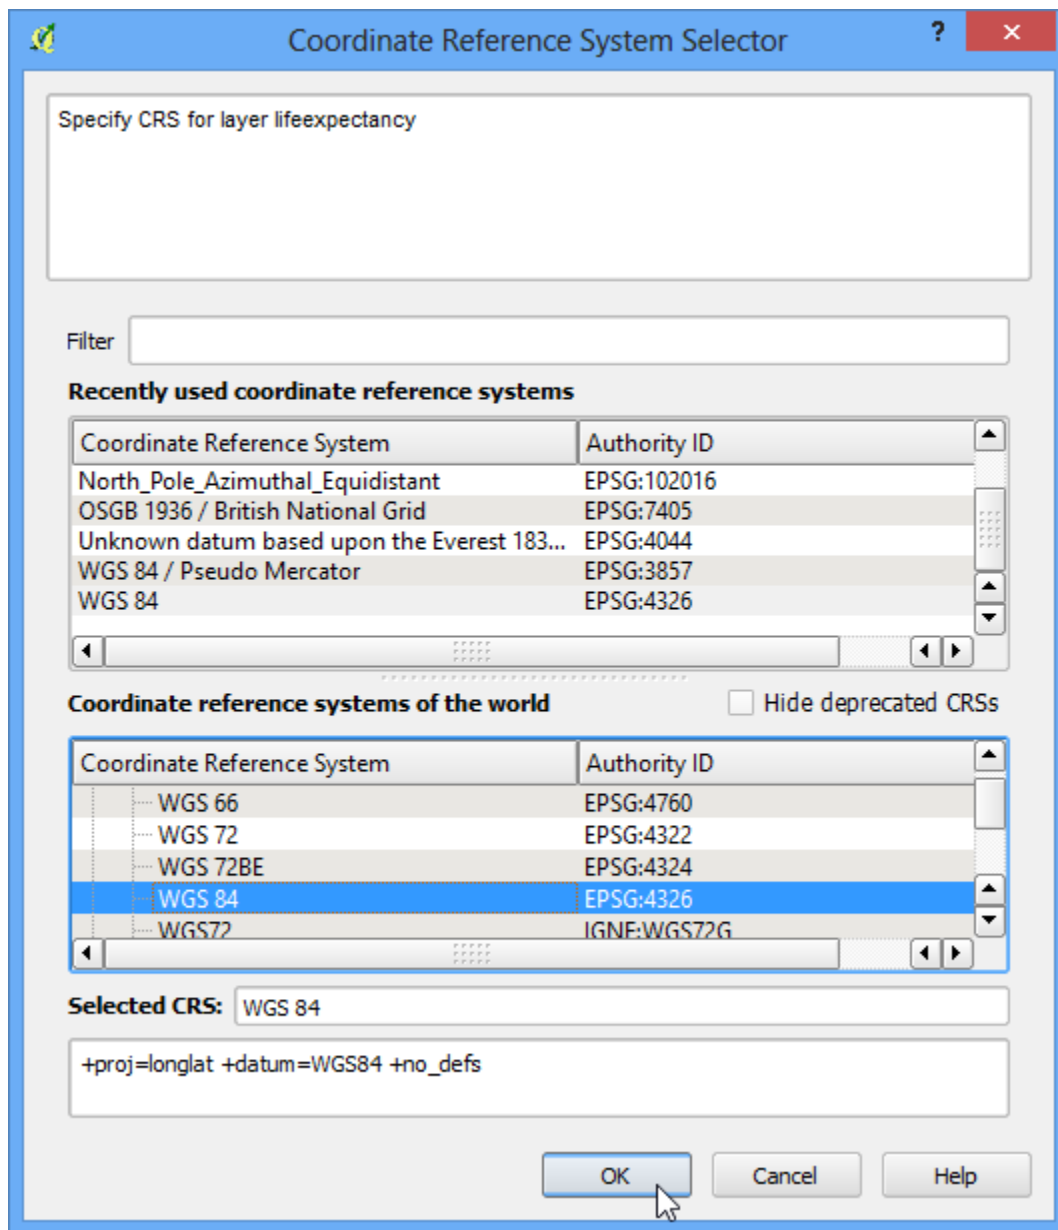 Coordinate Reference System Selector ?
Specify CRS for layer lifeexpectancy
Filter
Recently used coordinate reference systems
Coordinate Reference System Authority ID
North_Pole_Azimuthal_Equidistant EPSG:102016
OSGB 1936 / British National Grid EPSG:7405
Unknown datum based upon the Everest 183... EPSG:4044
WGS 84 / Pseudo Mercator EPSG:3857
WGS 84 EPSG:4326
Coordinate reference systems of the world Hide deprecated CRSs
Coordinate Reference System Authority ID
WGS 66 EPSG:4760
WGS 72 EPSG:4322
WGS 72BE EPSG:4324
WGS 84 EPSG:4326
WGS72 IGNF:WGS72G
Selected CRS: WGS 84
+proj=longlat +datum=WGS84 +no_defs
OK Cancel Help